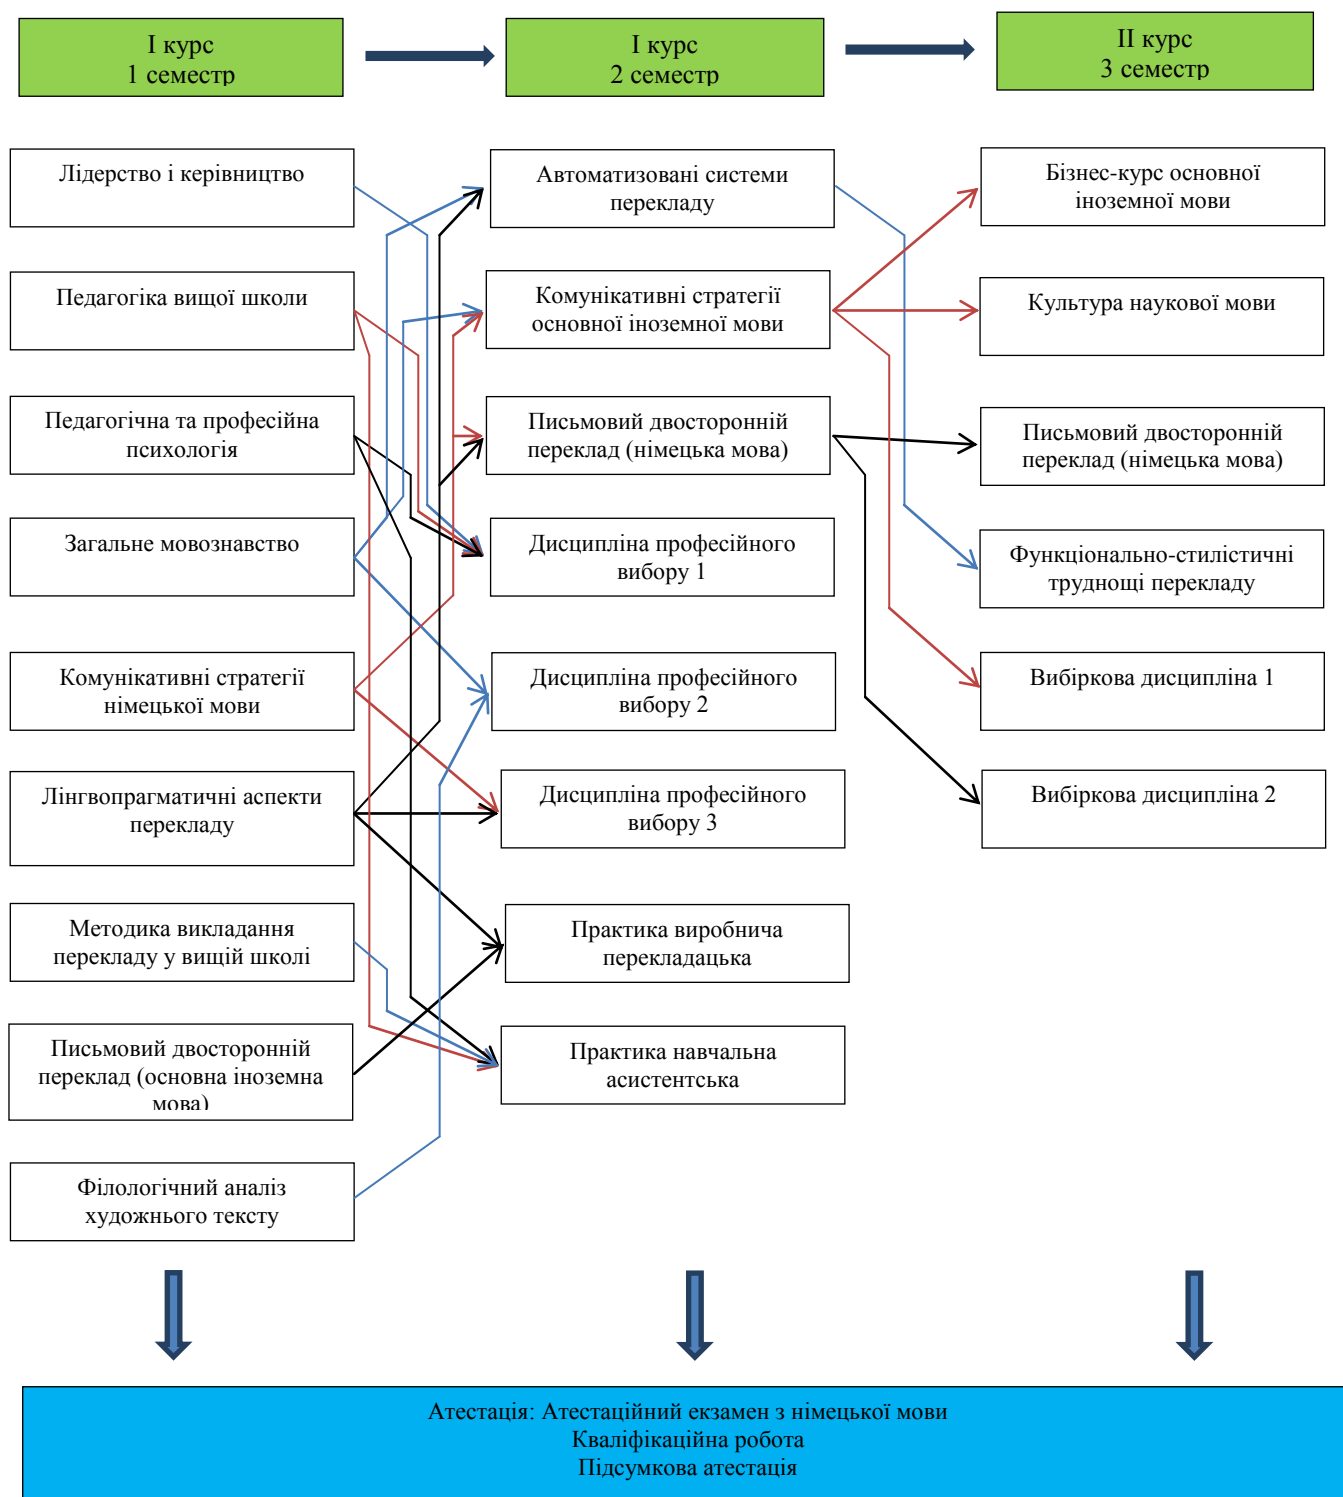 І курс
1 семестр
І курс
2 семестр
ІІ курс
3 семестр
Лідерство і керівництво
Педагогіка вищої школи
Педагогічна та професійна
психологія
Загальне мовознавство
Комунікативні стратегії
німецької мови
Лінгвопрагматичні аспекти
перекладу
Методика викладання
перекладу у вищій школі
Письмовий двосторонній
переклад (основна іноземна
мова)
Філологічний аналіз
художнього тексту
Автоматизовані системи
перекладу
Комунікативні стратегії
основної іноземної мови
Письмовий двосторонній
переклад (німецька мова)
Дисципліна професійного
вибору 1
Дисципліна професійного
вибору 2
Дисципліна професійного
вибору 3
Практика виробнича
перекладацька
Практика навчальна
асистентська
Бізнес-курс основної
іноземної мови
Культура наукової мови
Письмовий двосторонній
переклад (німецька мова)
Функціонально-стилістичні
труднощі перекладу
Вибіркова дисципліна 1
Вибіркова дисципліна 2
Атестація: Атестаційний екзамен з німецької мови
Кваліфікаційна робота
Підсумкова атестація